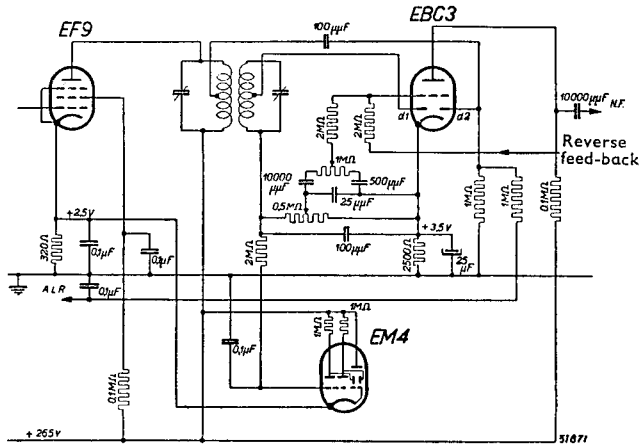 EF9
100μμF
EBC3
10000μμF
N.F.
d1
d2
2MΩ
2MΩ
Reverse
feed-back
1MΩ
10000
μμF
500μμF
25μμF
0,5MΩ
1MΩ
1MΩ
0,1MΩ
+2,5V
+3,5V
320Ω
0,1μF
0,1μF
2MΩ
100μμF
2500Ω
25
μF
A L R
0,1μF
1MΩ
EM4
0,1μF
0,1MΩ
+265V
51671